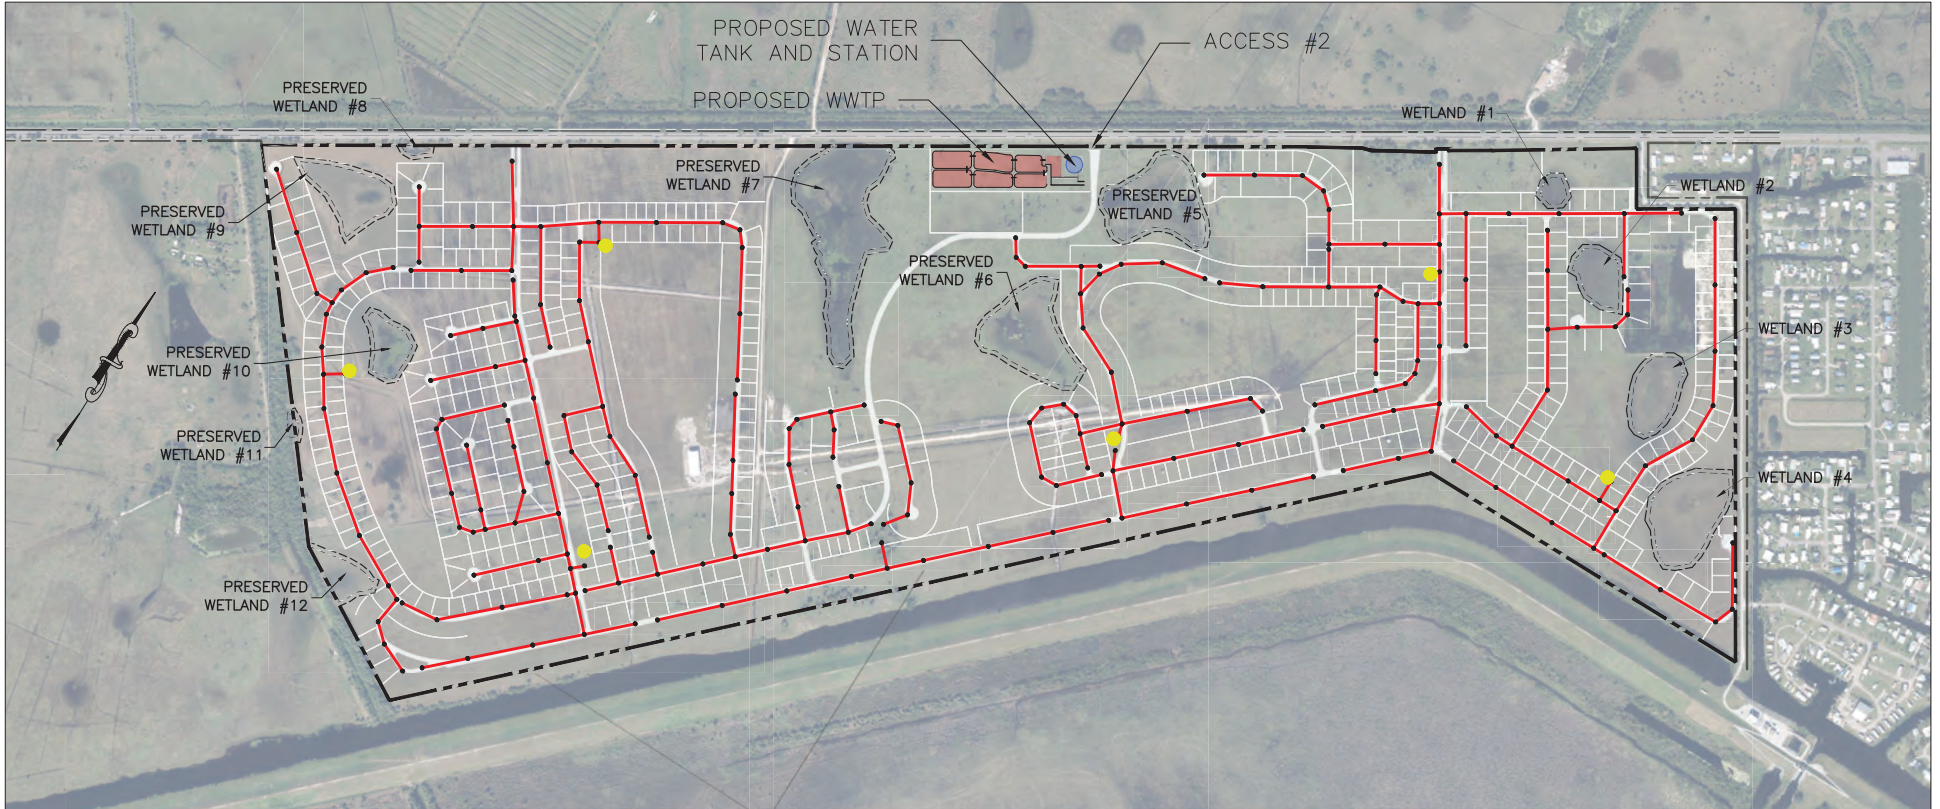 PROPOSED WATER
TANK AND STATION
ACCESS #2
PROPOSED WWTP
PRESERVED
WETLAND #8
WETLAND #1
PRESERVED
WETLAND #7
PRESERVED
WETLAND #5
WETLAND #2
PRESERVED
WETLAND #9
PRESERVED
WETLAND #6
WETLAND #3
PRESERVED
WETLAND #10
PRESERVED
WETLAND #11
WETLAND #4
PRESERVED
WETLAND #12